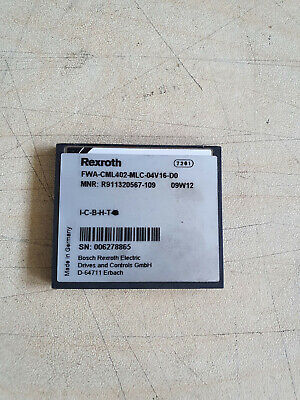 Rexroth
7301
FWA-CML402-MLC-04V16-D0
MNR: R911320567-109 09W12
I-C-B-H-T
Made in Germany
SN: 006278865
Bosch Rexroth Electric
Drives and Controls GmbH
D-64711 Erbach